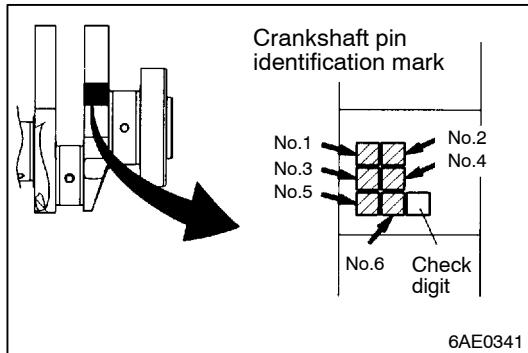 Crankshaft pin
identification mark
No.1
No.2
No.3
No.4
No.5
No.6
Check
digit
6AE0341